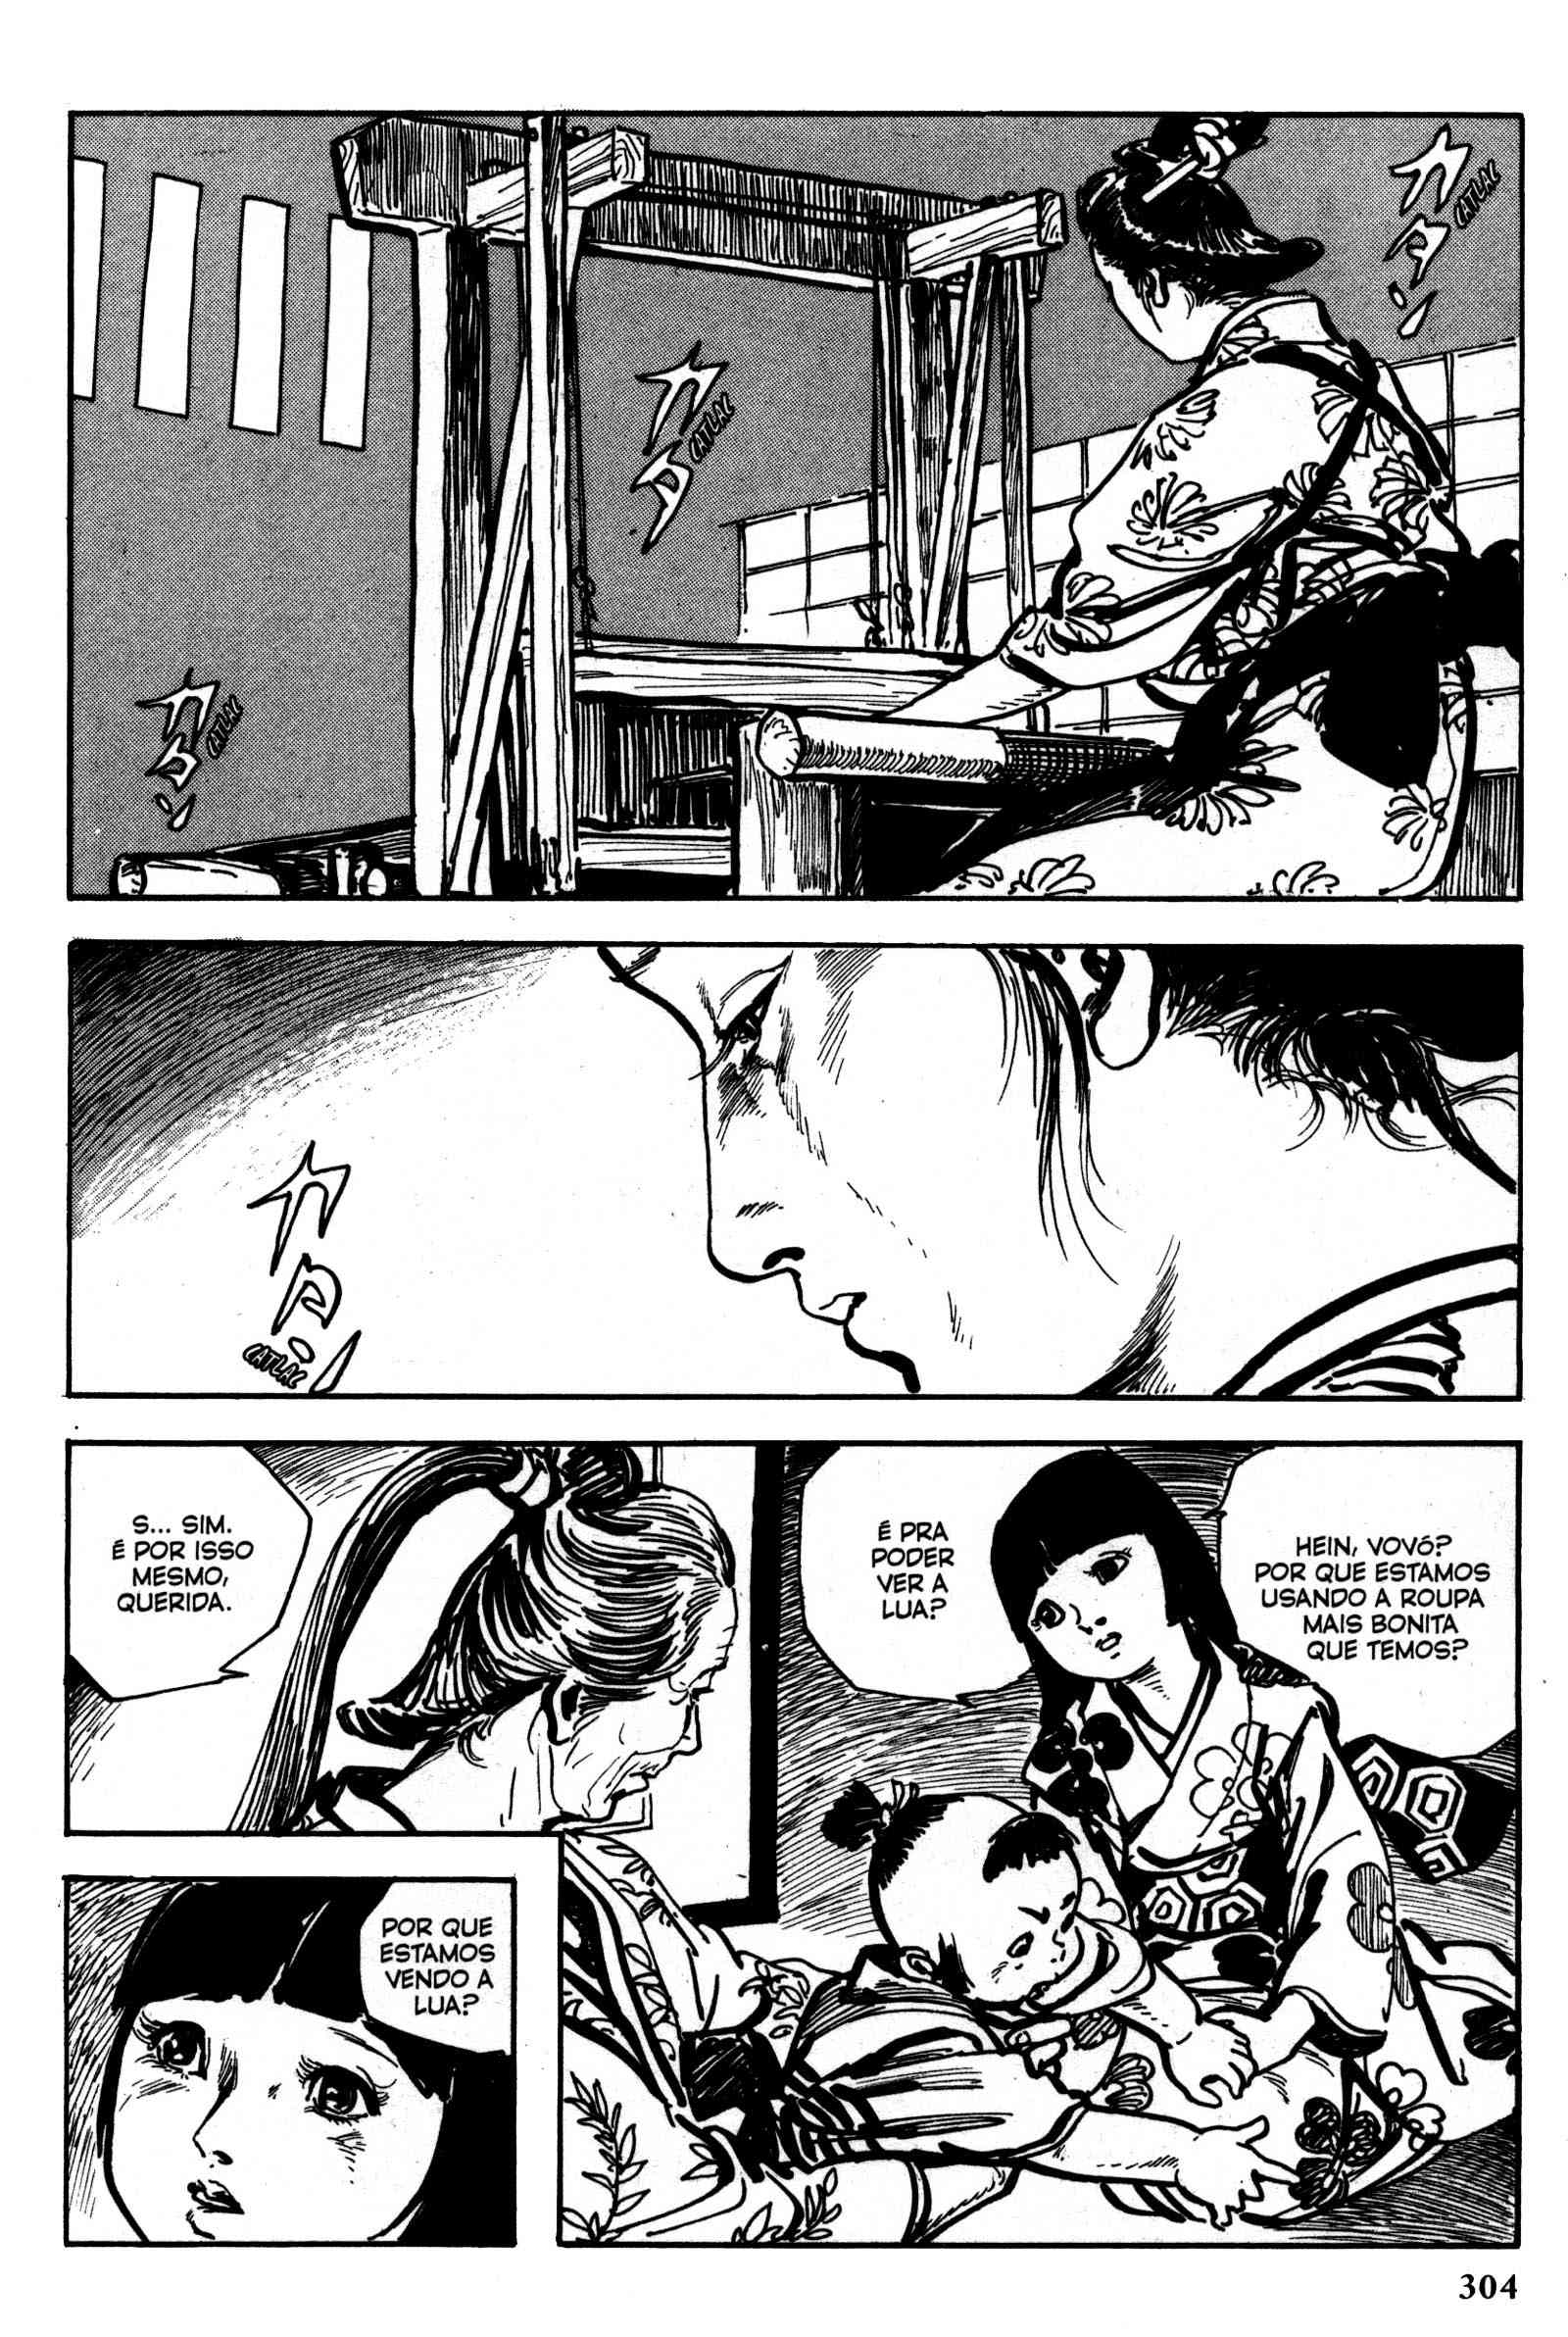 カタン
CATLAC
カタ
CATLAC
カタン
CATLAC
カタン
CATLAC
HEIN, VOVÓ?
POR QUE ESTAMOS
USANDO A ROUPA
MAIS BONITA
QUE TEMOS?
É PRA
PODER
VER A
LUA?
S... SIM.
É POR ISSO
MESMO,
QUERIDA.
POR QUE
ESTAMOS
VENDO A
LUA?
304